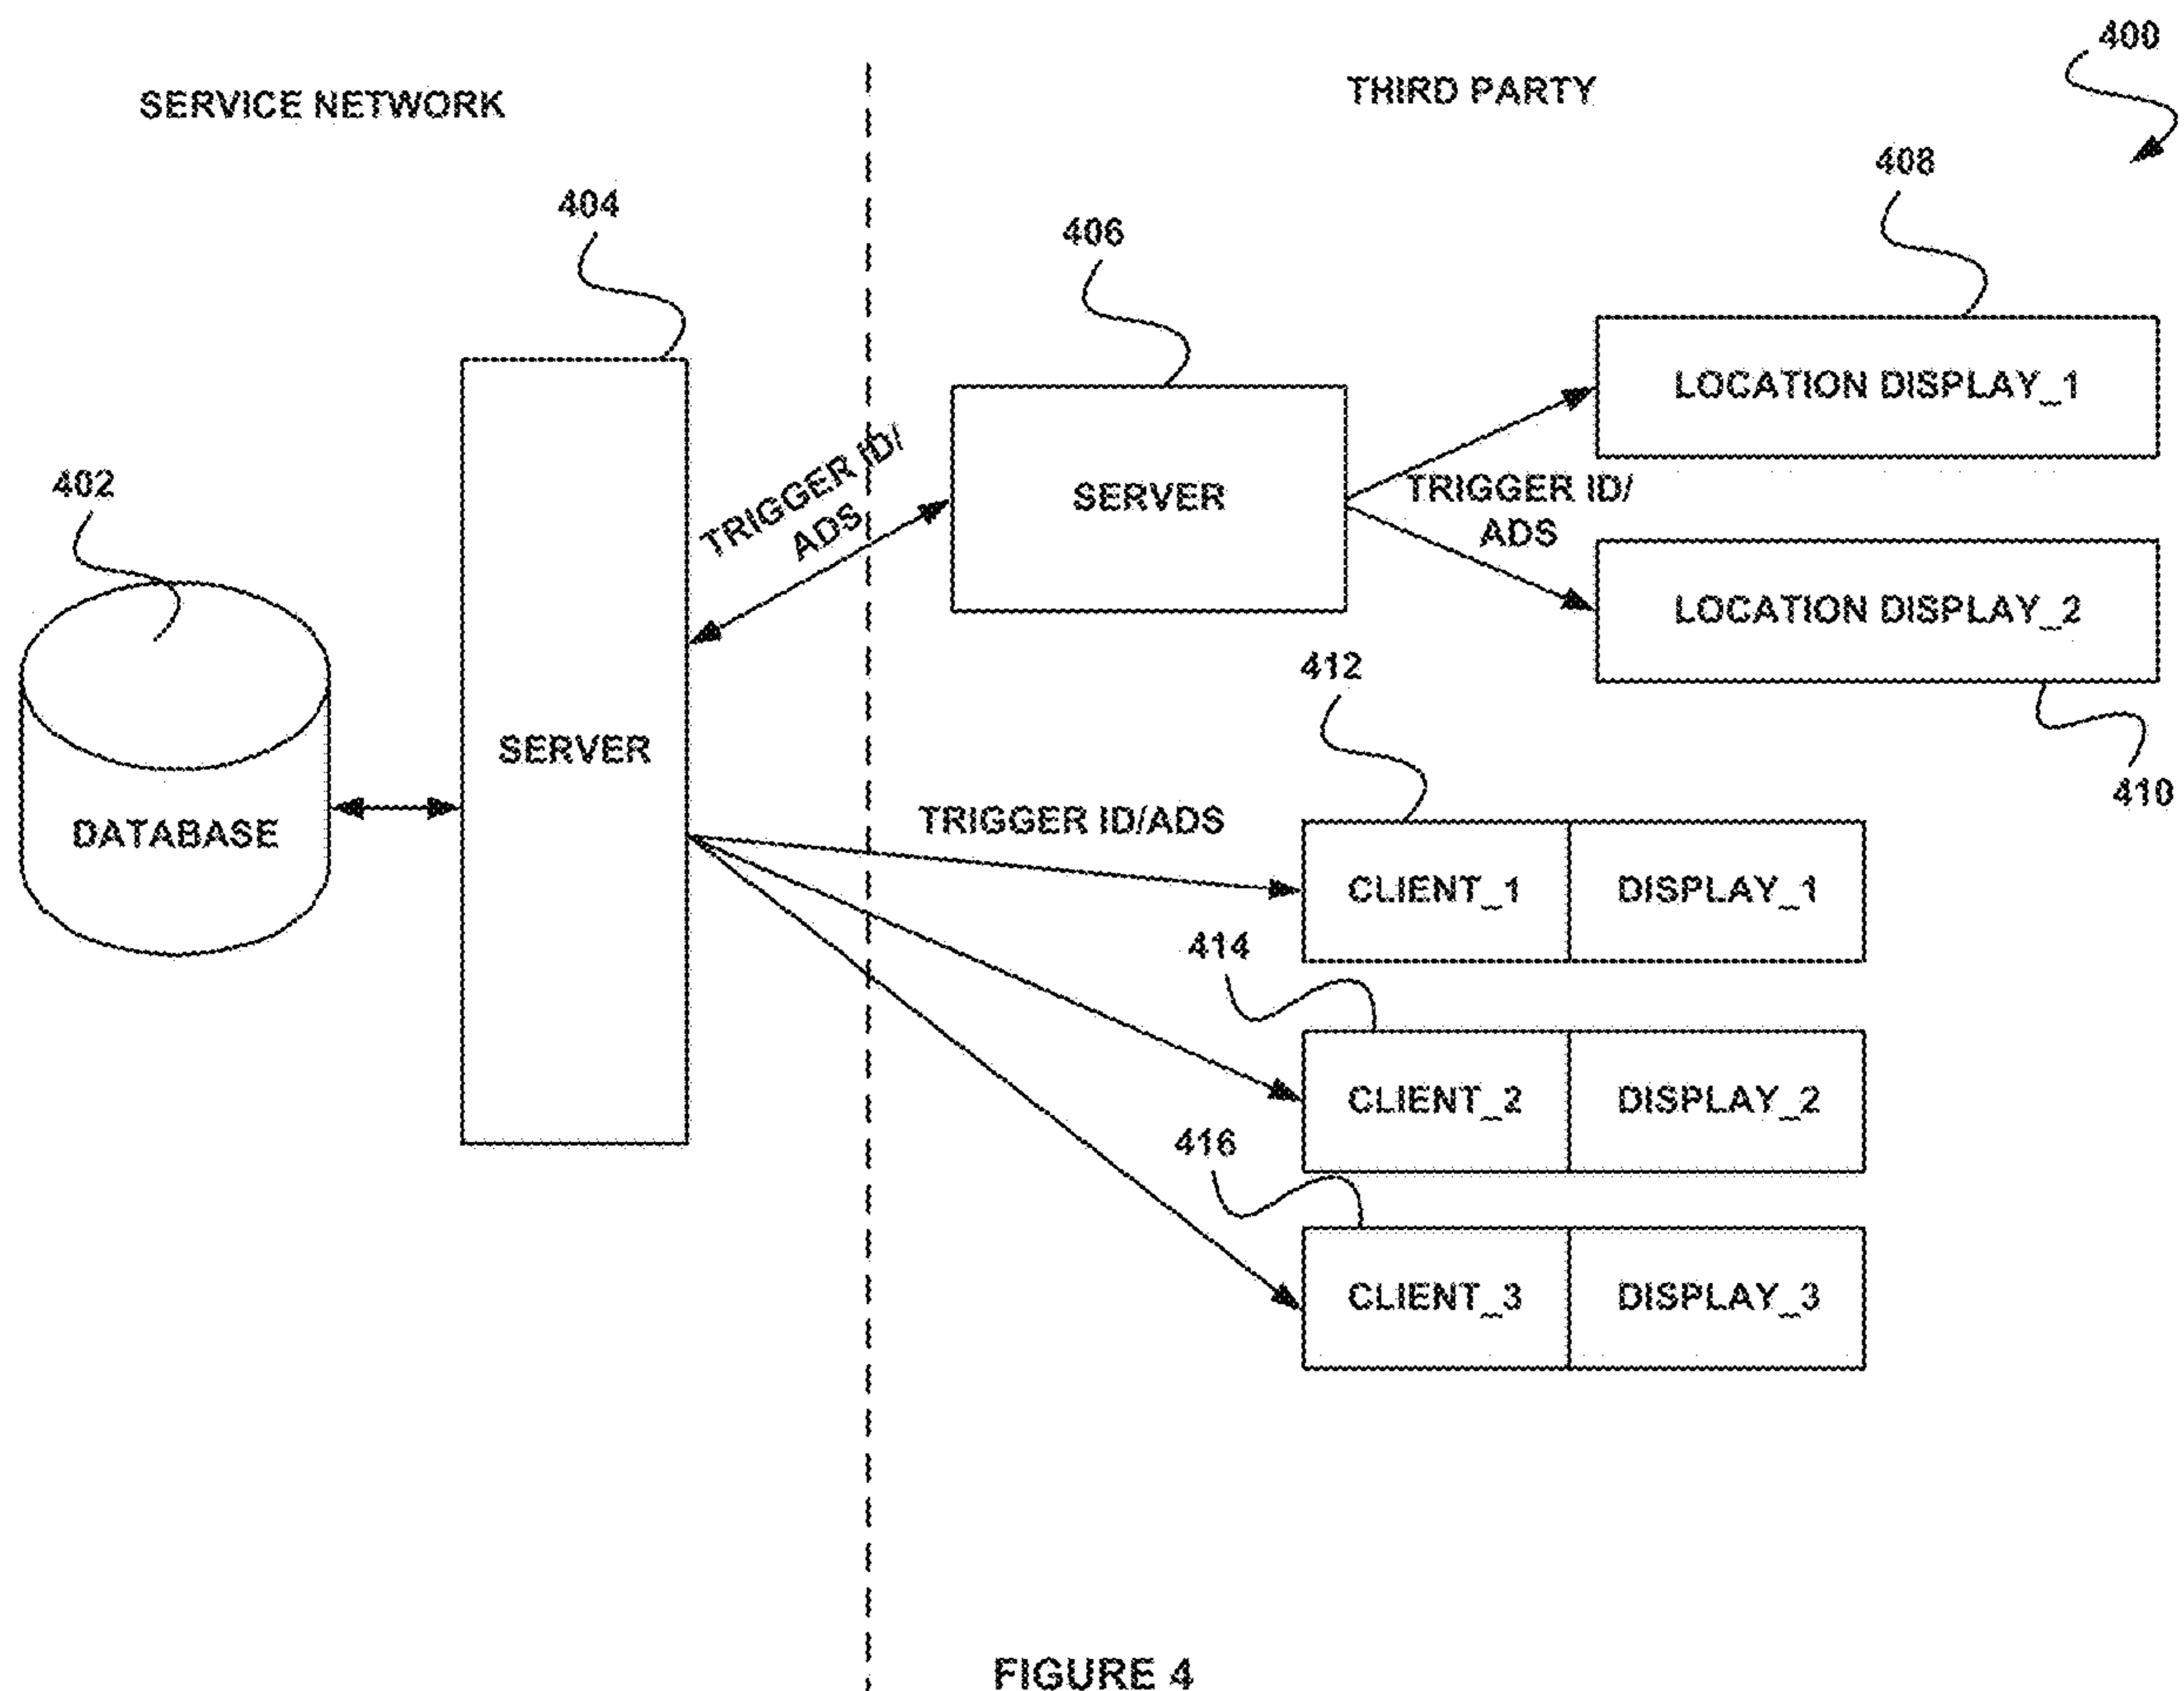 400
SERVICE NETWORK
THIRD PARTY
404
406
408
402
TRIGGER ID/
ADS
SERVER
LOCATION DISPLAY_1
TRIGGER ID/
ADS
LOCATION DISPLAY_2
410
DATABASE
SERVER
TRIGGER ID/ADS
412
CLIENT_1
DISPLAY_1
414
CLIENT_2
DISPLAY_2
416
CLIENT_3
DISPLAY_3
FIGURE 4